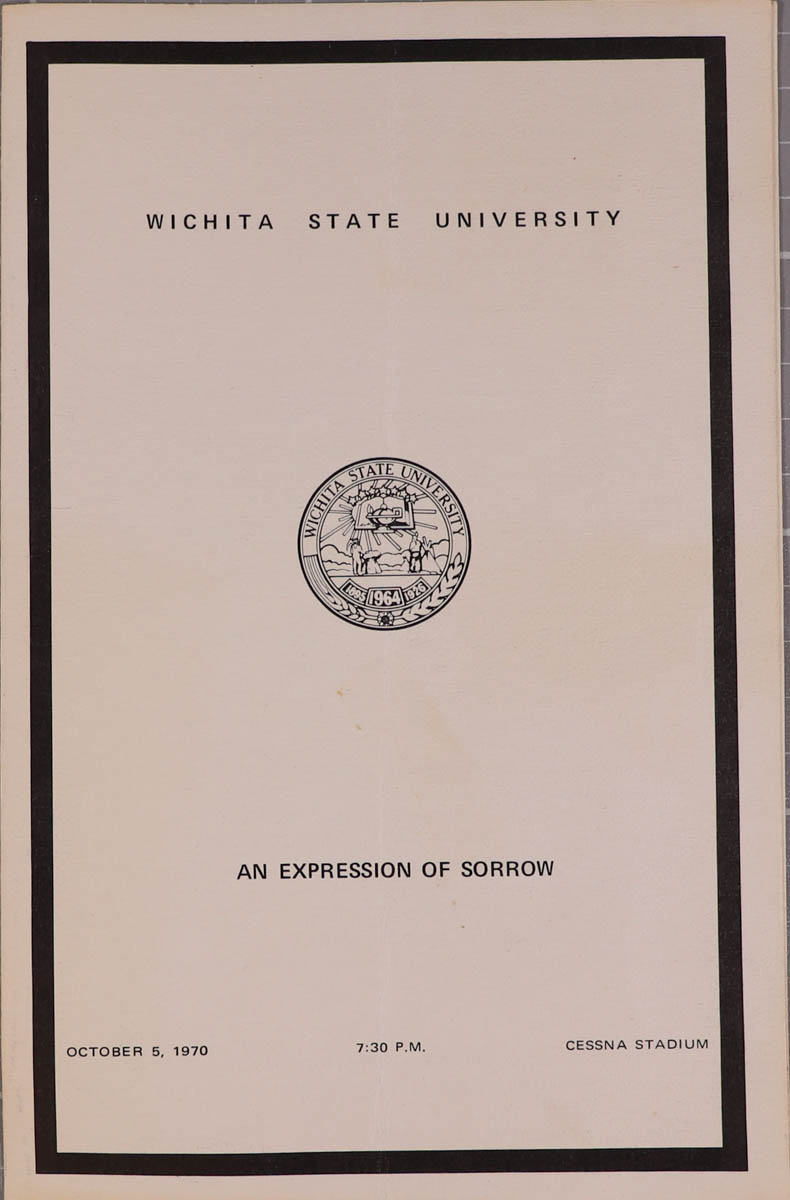 WICHITA STATE UNIVERSITY
WICHITA STATE UNIVERSITY
1895 1964 1926
AN EXPRESSION OF SORROW
OCTOBER 5, 1970 7:30 P.M. CESSNA STADIUM